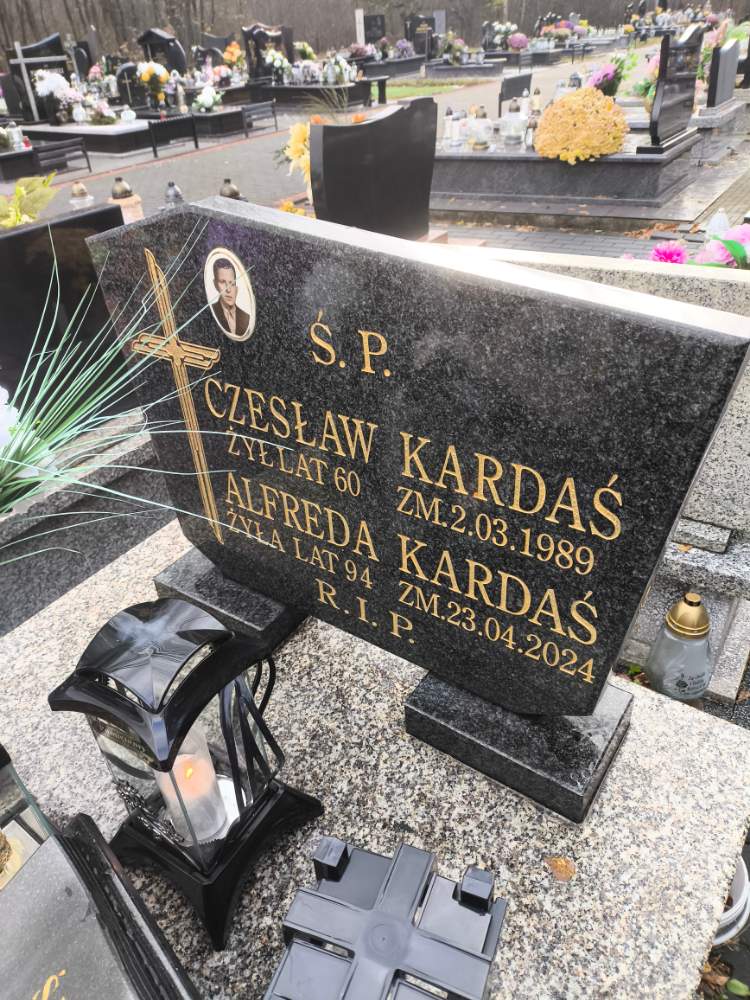 Ś. P.
CZESŁAW KARDAŚ
ŻYŁ LAT 60 ZM. 2.03.1989
ALFREDA KARDAŚ
ŻYŁA LAT 94 ZM. 23.04.2024
R. I. P.